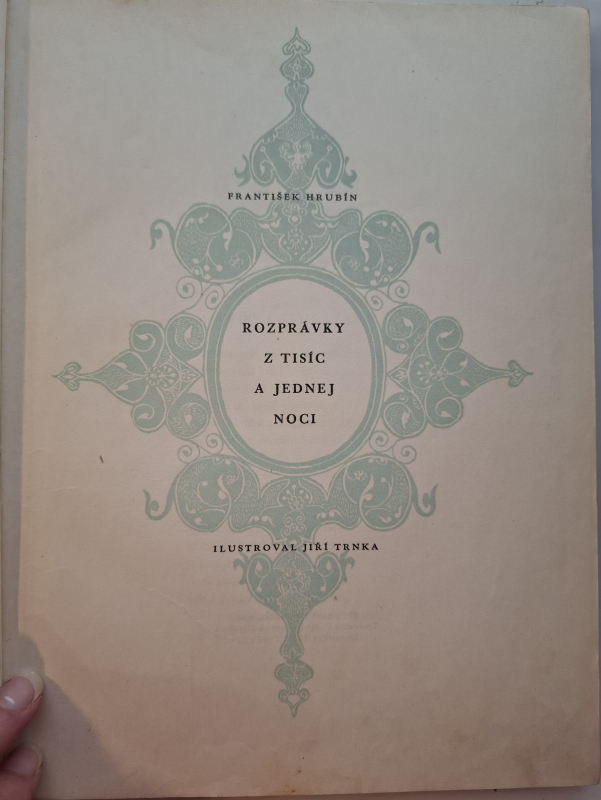 FRANTIŠEK HRUBÍN
ROZPRÁVKY
Z TISÍC
A JEDNEJ
NOCI
ILUSTROVAL JIŘÍ TRNKA